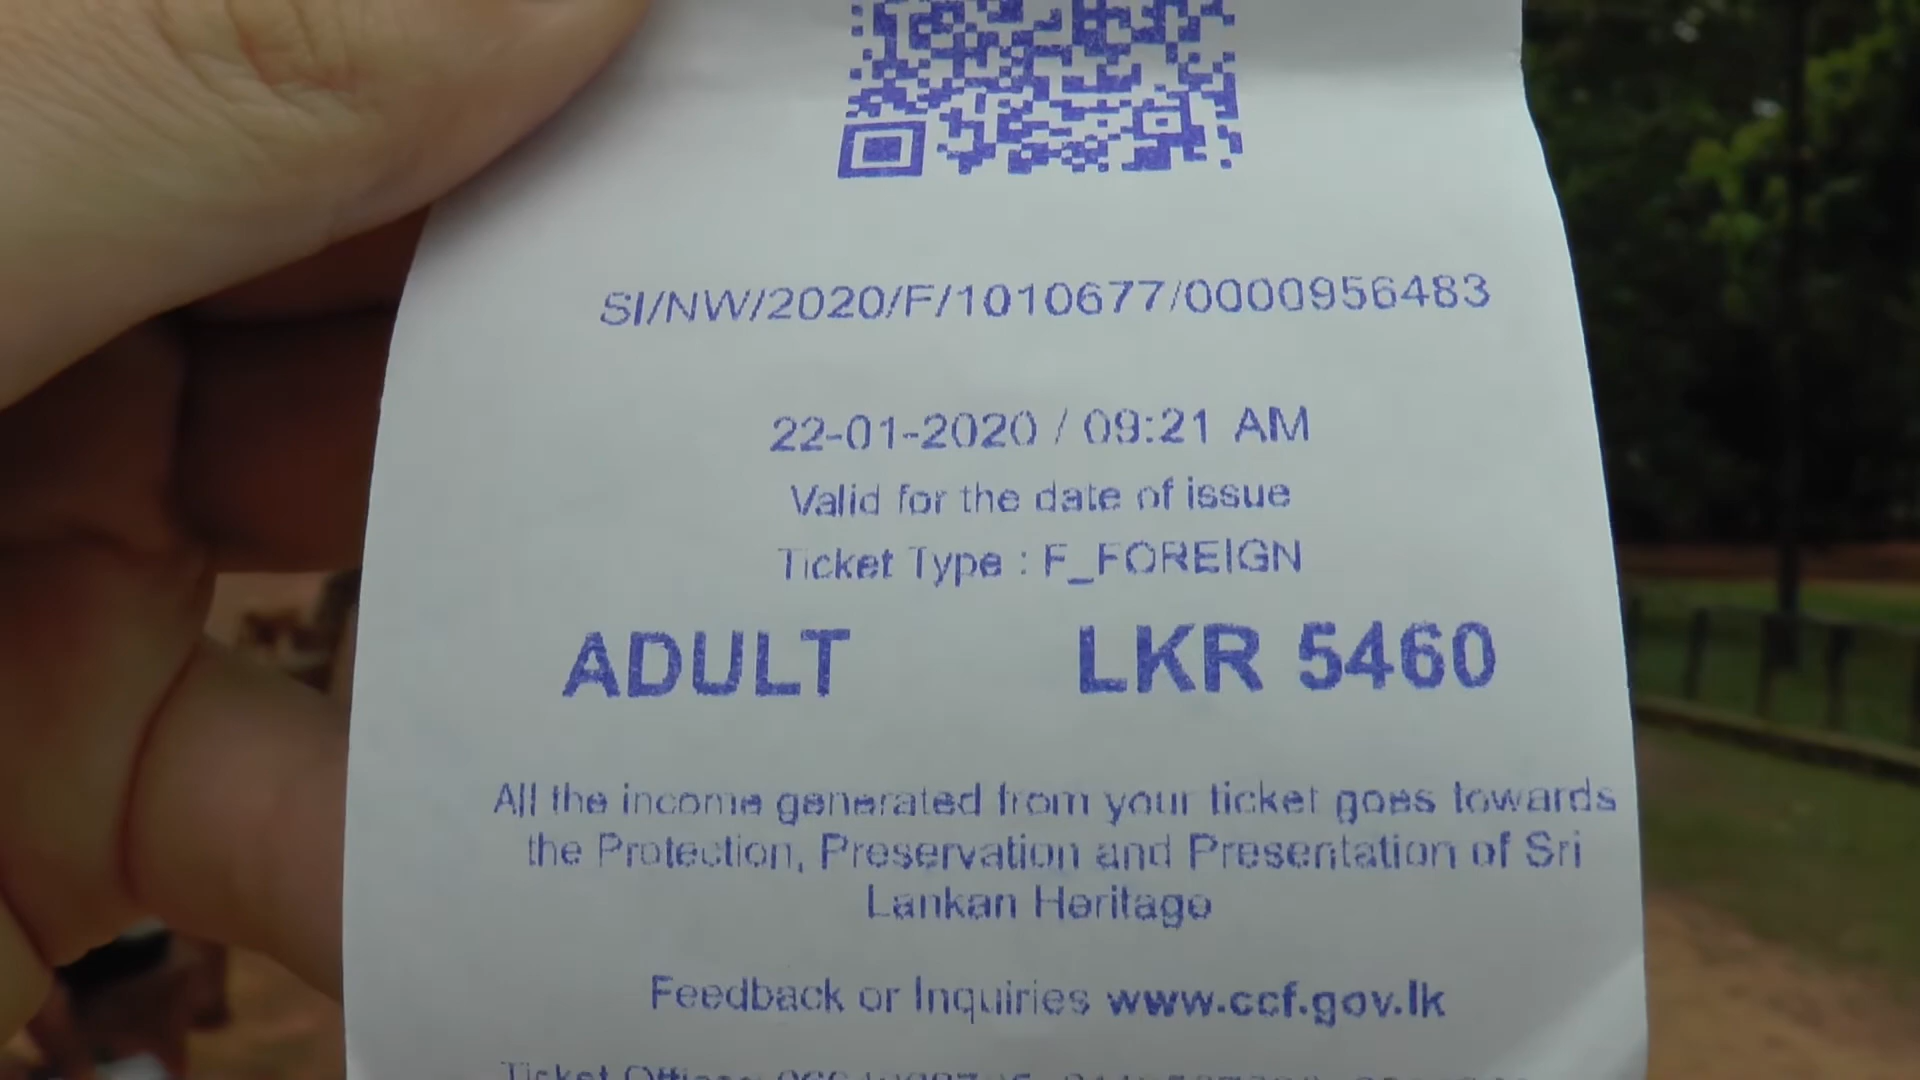 SI/NW/2020/F/1010677/0000956483
22-01-2020 / 09:21 AM
Valid for the date of issue
Ticket Type : F_FOREIGN
ADULT LKR 5460
All the income generated from your ticket goes towards
the Protection, Preservation and Presentation of Sri
Lankan Heritage
Feedback or Inquiries www.ccf.gov.lk
Ticket